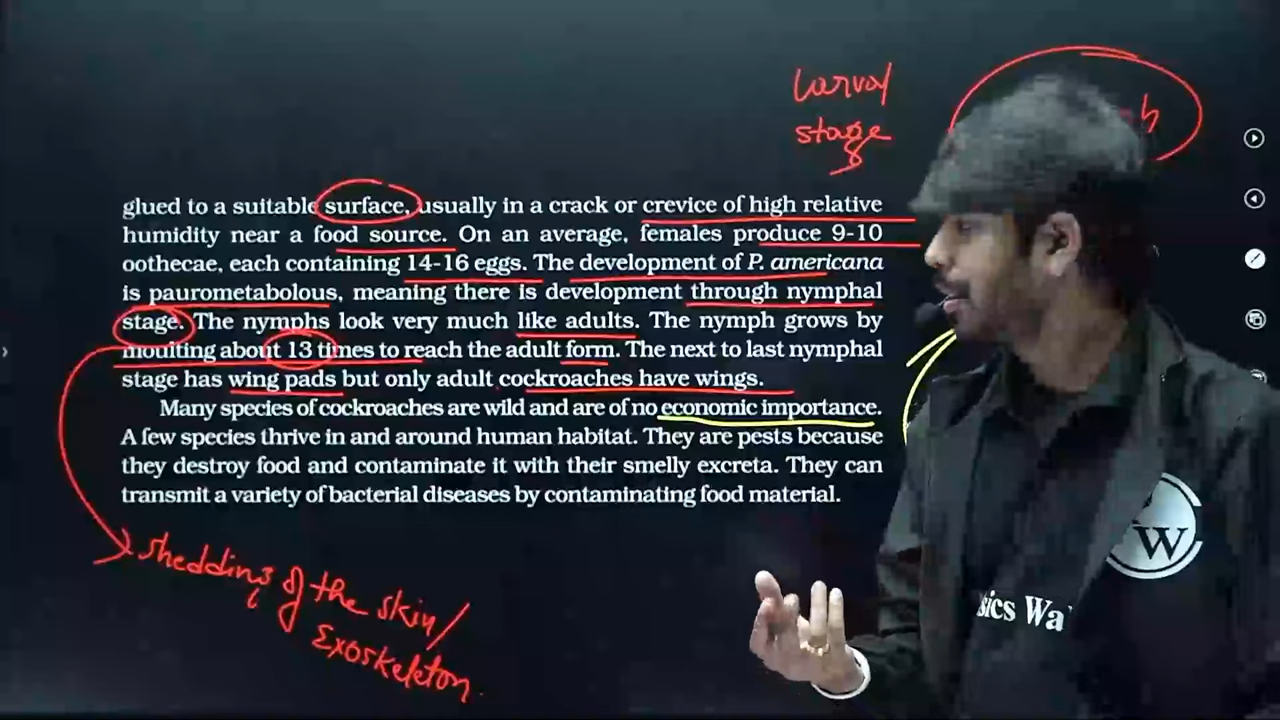 larval
stage
glued to a suitable surface, usually in a crack or crevice of high relative
humidity near a food source. On an average, females produce 9-10
oothecae, each containing 14-16 eggs. The development of P. americana
is paurometabolous, meaning there is development through nymphal
stage. The nymphs look very much like adults. The nymph grows by
moulting about 13 times to reach the adult form. The next to last nymphal
stage has wing pads but only adult cockroaches have wings.
Many species of cockroaches are wild and are of no economic importance.
A few species thrive in and around human habitat. They are pests because
they destroy food and contaminate it with their smelly excreta. They can
transmit a variety of bacterial diseases by contaminating food material.
shedding of the skin/
Exoskeleton
W
sics Wa